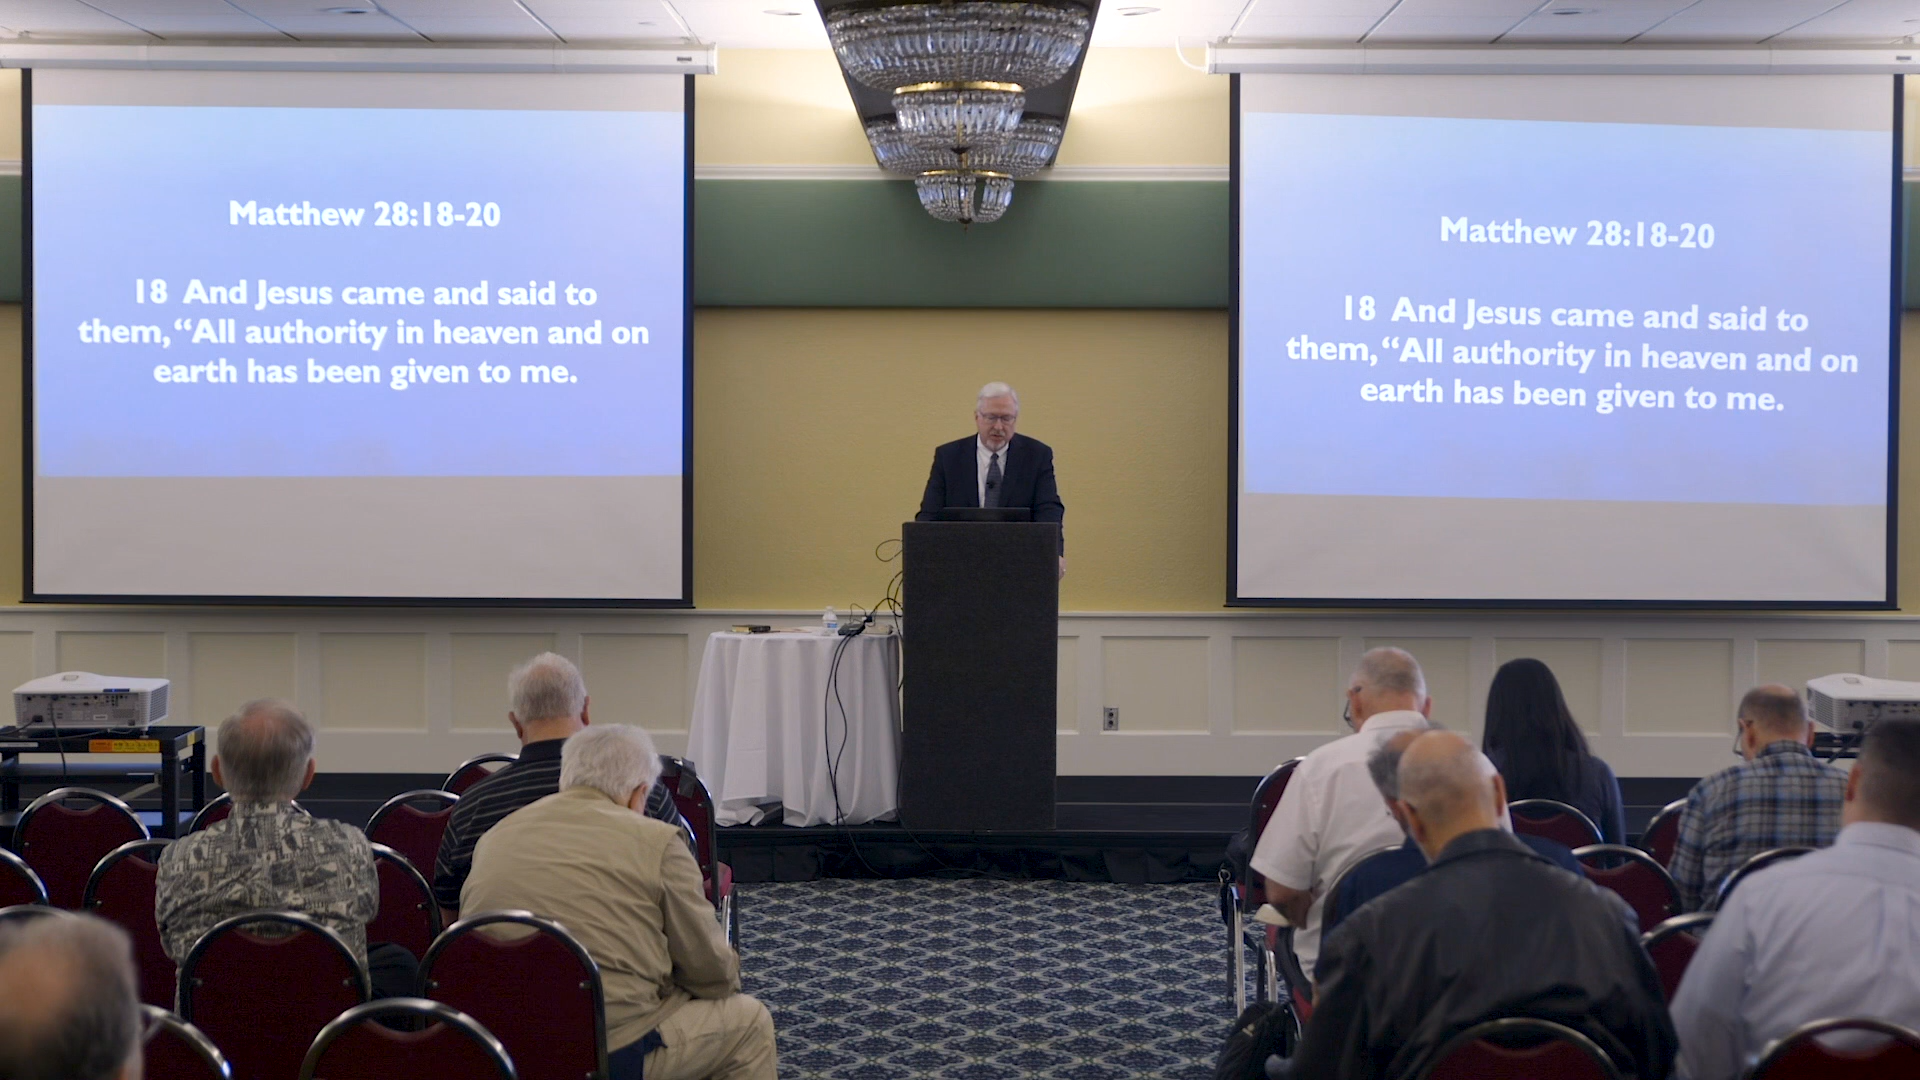 Matthew 28:18-20
18 And Jesus came and said to
them, “All authority in heaven and on
earth has been given to me.
Matthew 28:18-20
18 And Jesus came and said to
them, “All authority in heaven and on
earth has been given to me.